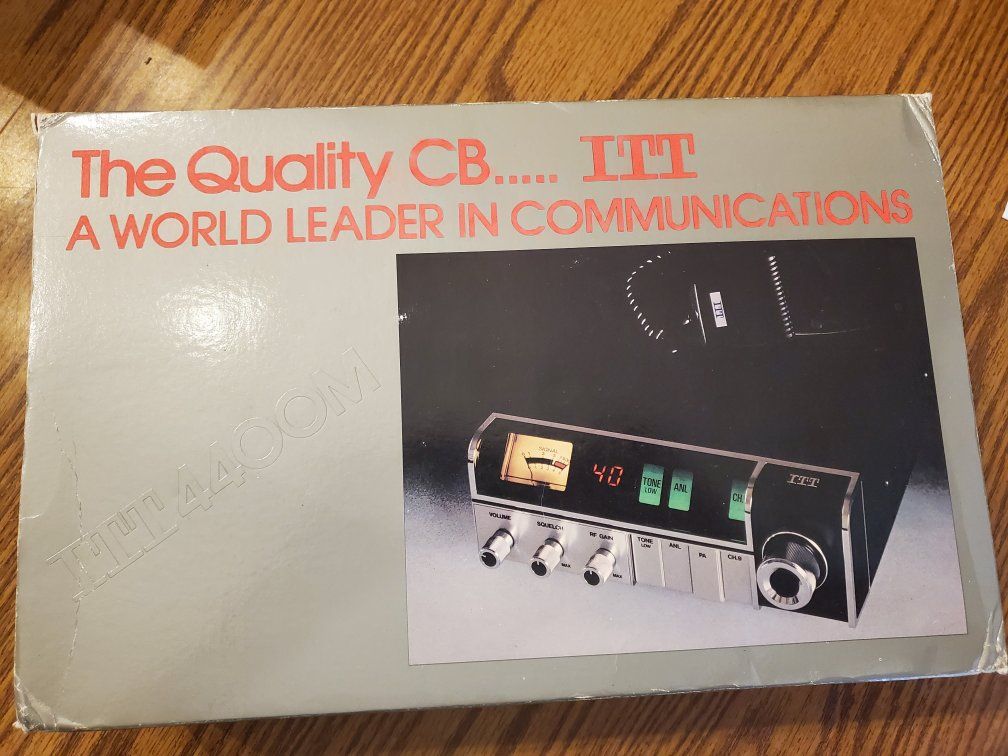 The Quality CB..... ITT
A WORLD LEADER IN COMMUNICATIONS
ITT 4400M
ITT
SIGNAL
40
TONE
LOW
ANL
CH.
ITT
VOLUME
SQUELCH
MAX
RF GAIN
MAX
TONE
LOW
ANL
PA
CH.9